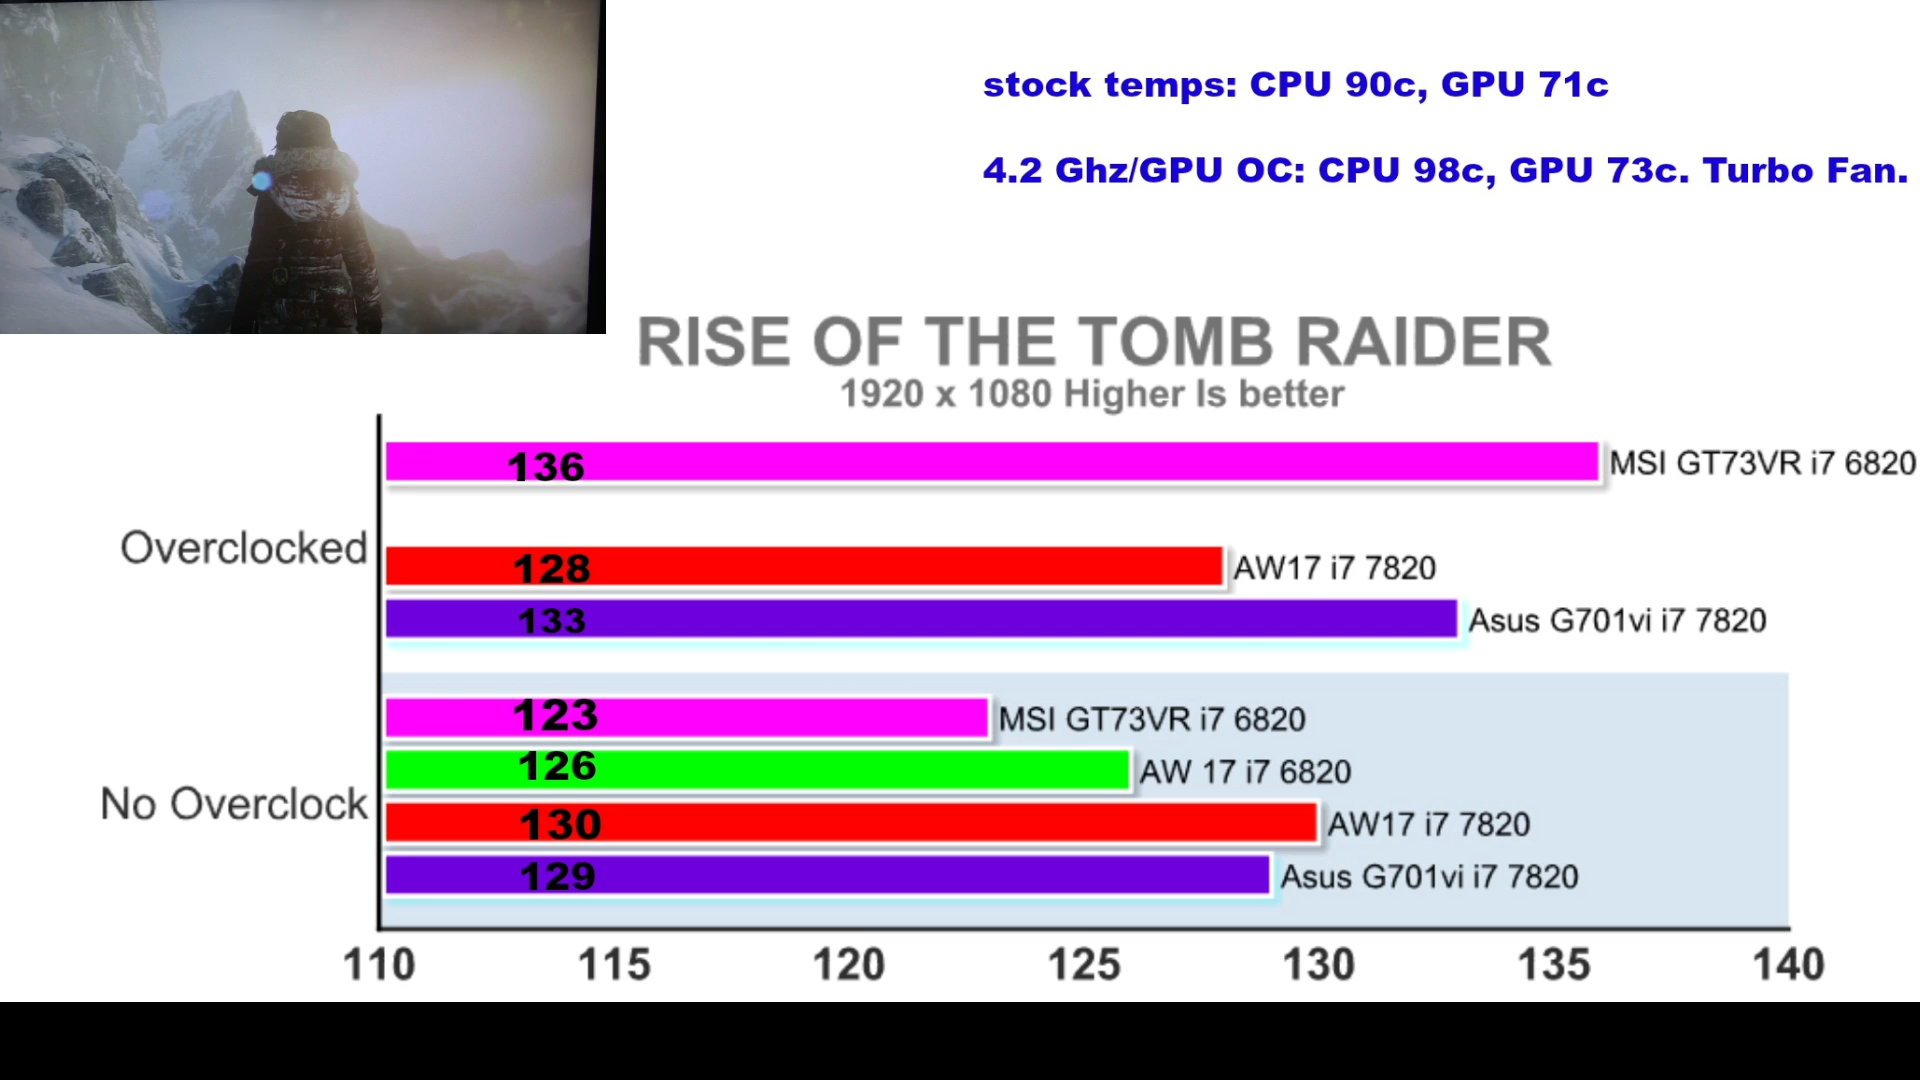 stock temps: CPU 90c, GPU 71c
4.2 Ghz/GPU OC: CPU 98c, GPU 73c. Turbo Fan.
RISE OF THE TOMB RAIDER
1920 x 1080 Higher Is better
136 MSI GT73VR i7 6820
Overclocked
128 AW17 i7 7820
133 Asus G701vi i7 7820
123 MSI GT73VR i7 6820
126 AW 17 i7 6820
No Overclock
130 AW17 i7 7820
129 Asus G701vi i7 7820
110 115 120 125 130 135 140